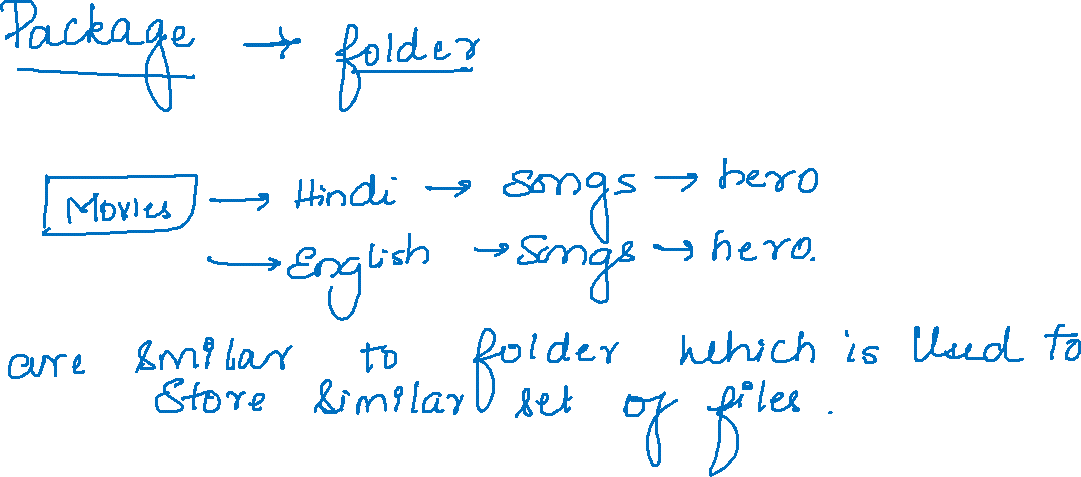 Package → folder
Movies → Hindi → songs → hero
→ English → Songs → hero.
are similar to folder which is Used to
Store similar set of files.